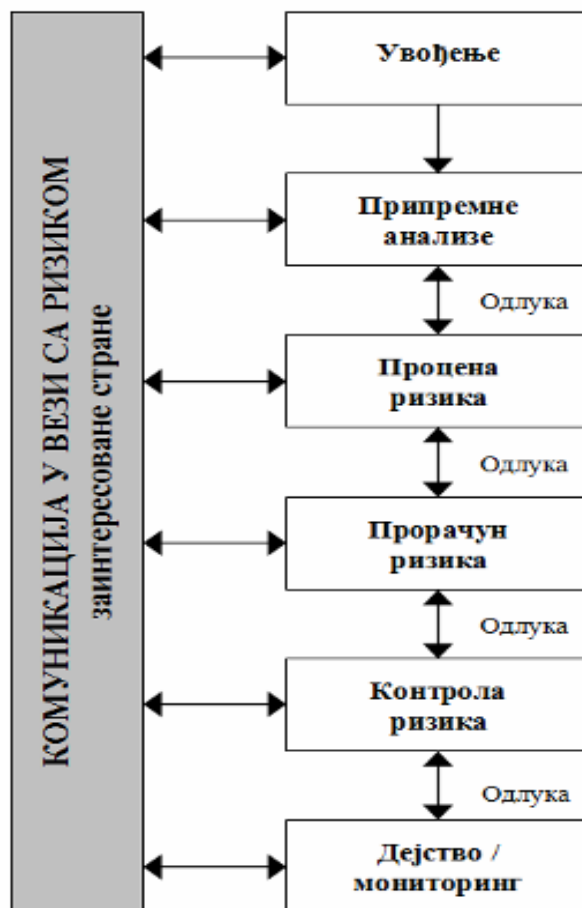 КОМУНИКАЦИЈА У ВЕЗИ СА РИЗИКОМ
заинтересоване стране
Увођење
Припремне
анализе
Одлука
Процена
ризика
Одлука
Прорачун
ризика
Одлука
Контрола
ризика
Одлука
Дејство /
мониторинг